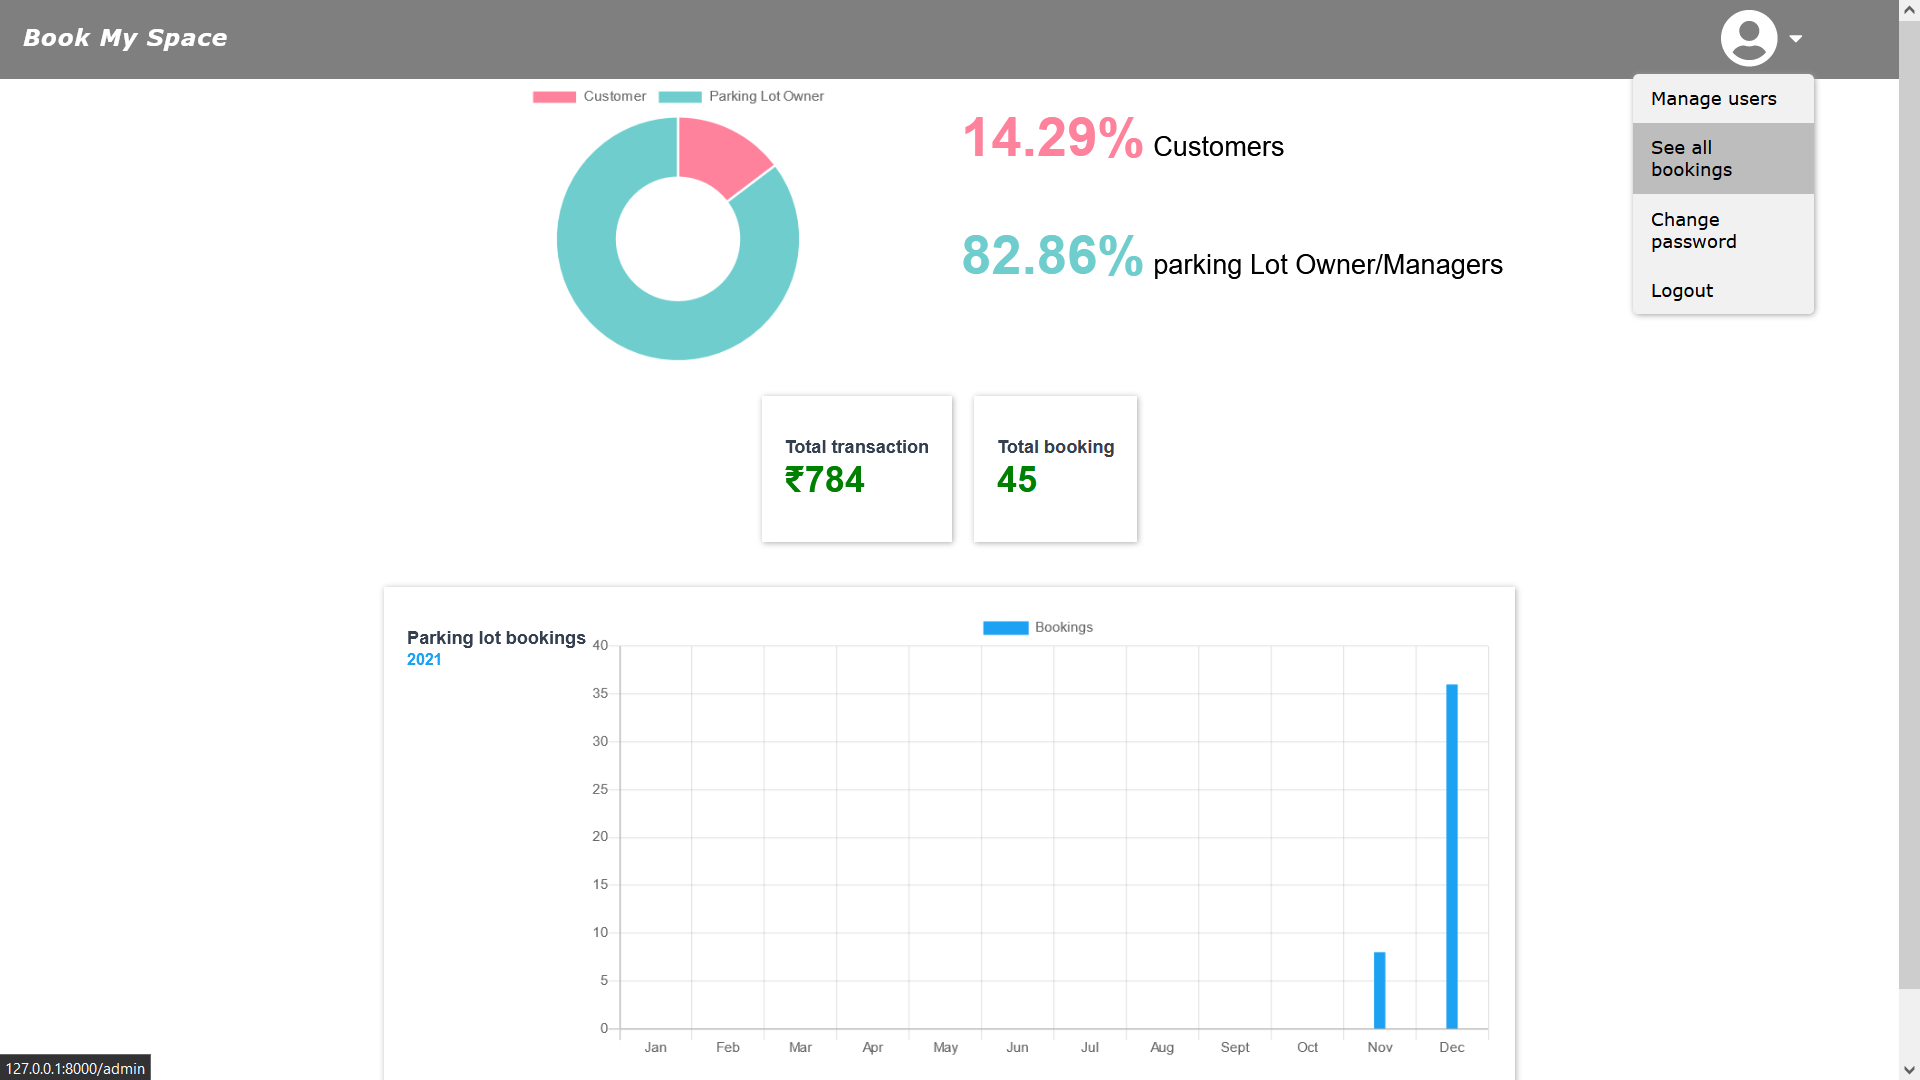 Book My Space
Manage users
See all
bookings
Change
password
Logout
Customer
Parking Lot Owner
14.29% Customers
82.86% parking Lot Owner/Managers
Total transaction
₹784
Total booking
45
Parking lot bookings
2021
Bookings
40
35
30
25
20
15
10
5
0
Jan Feb Mar Apr May Jun Jul Aug Sept Oct Nov Dec
127.0.0.1:8000/admin